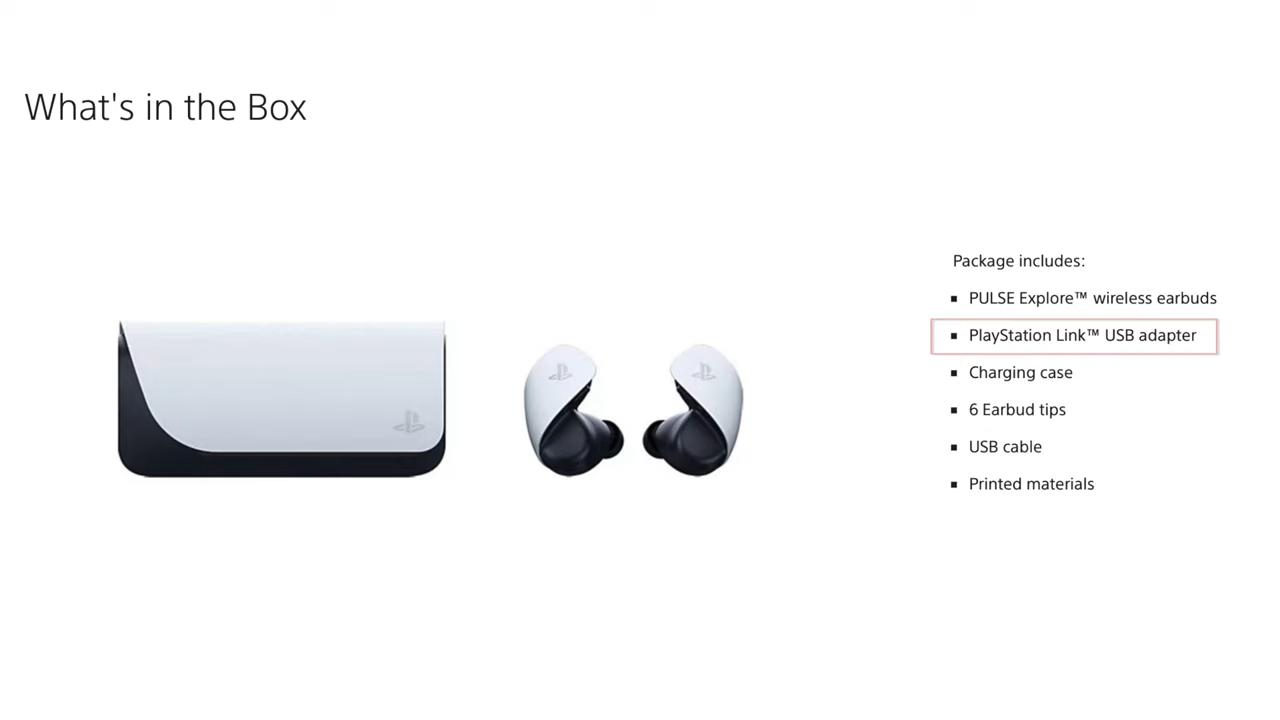 What's in the Box
Package includes:
▪ PULSE Explore™ wireless earbuds
▪ PlayStation Link™ USB adapter
▪ Charging case
▪ 6 Earbud tips
▪ USB cable
▪ Printed materials